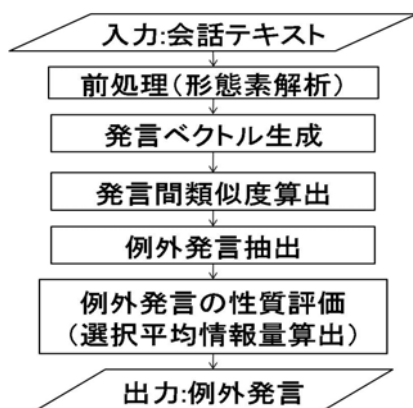 入力:会話テキスト
前処理(形態素解析)
発言ベクトル生成
発言間類似度算出
例外発言抽出
例外発言の性質評価
(選択平均情報量算出)
出力:例外発言